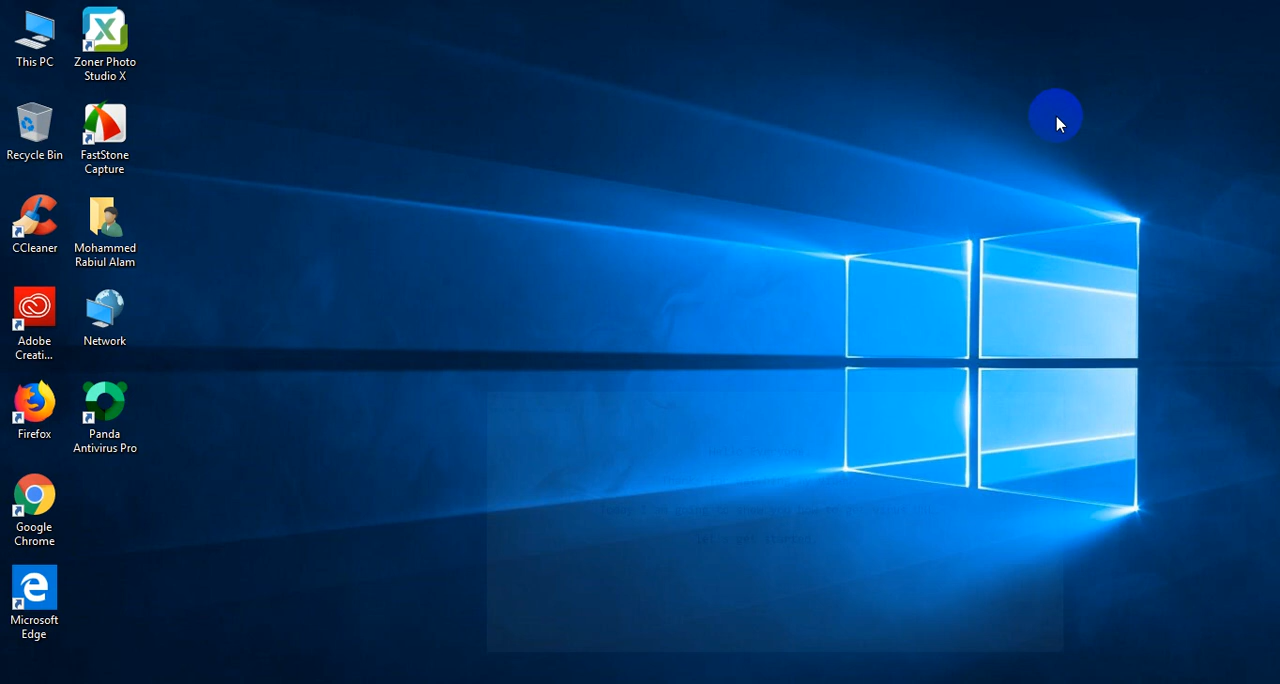 This PC
Zoner Photo
Studio X
Recycle Bin
FastStone
Capture
CCleaner
Mohammed
Rabiul Alam
Adobe
Creati...
Network
Firefox
Panda
Antivirus Pro
Google
Chrome
Microsoft
Edge